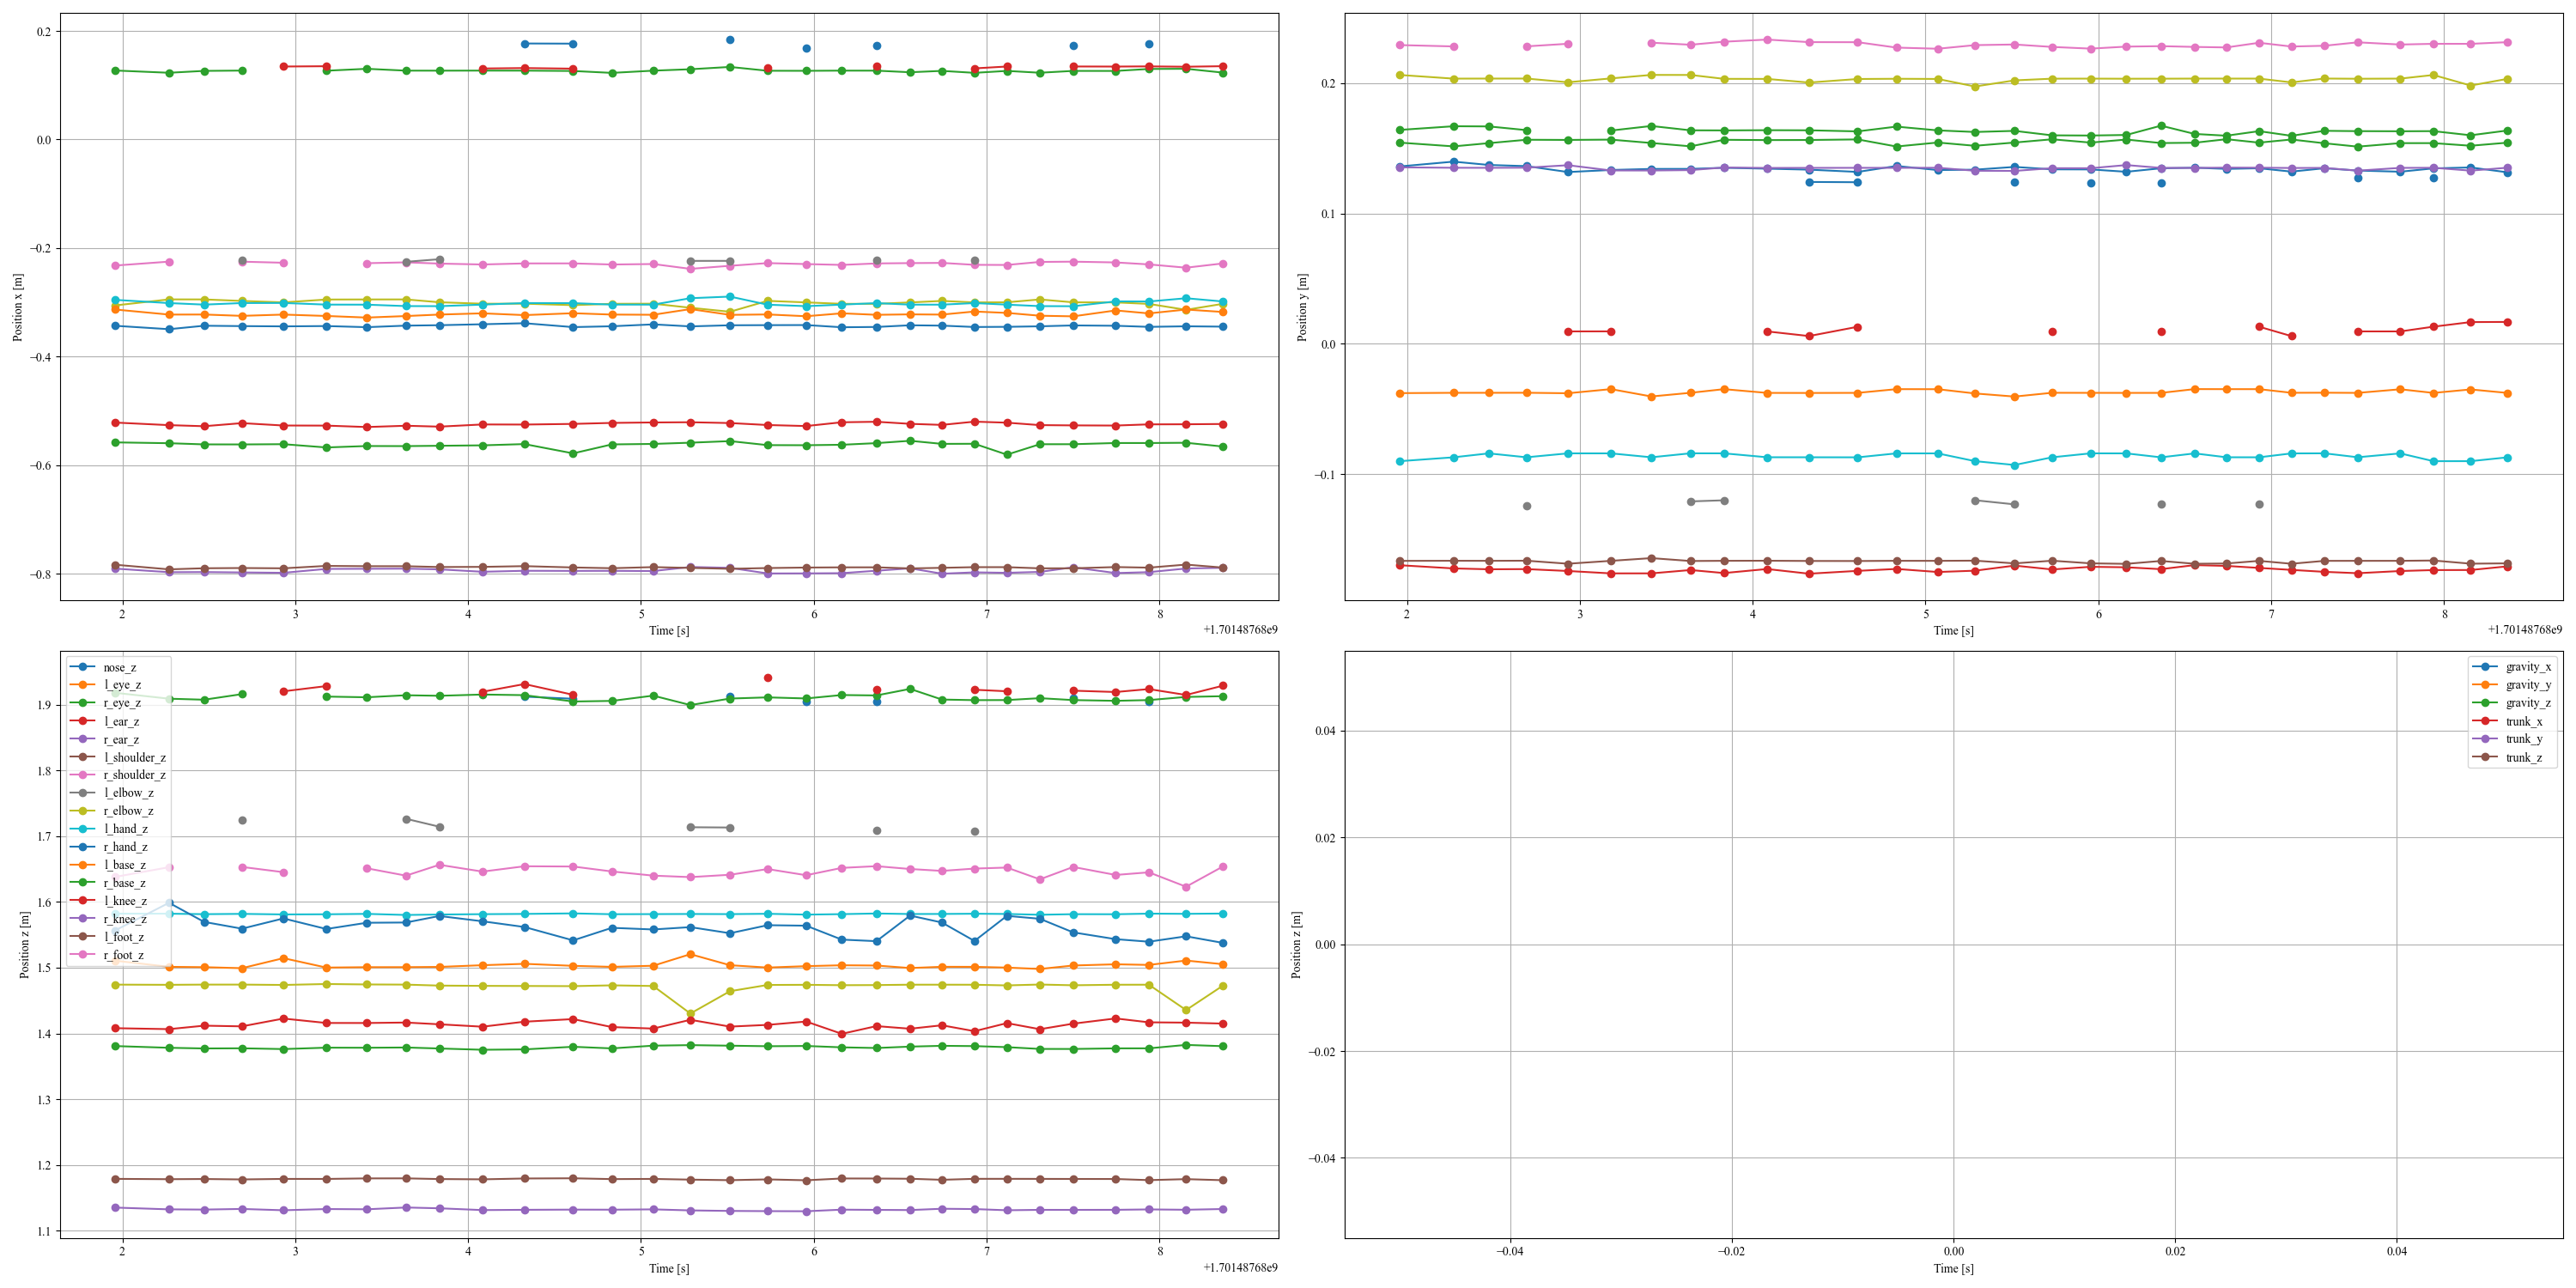 0.2
0.0
−0.2
−0.4
−0.6
−0.8
Position x [m]
2 3 4 5 6 7 8
Time [s]
+1.70148768e9
0.2
0.1
0.0
−0.1
Position y [m]
2 3 4 5 6 7 8
Time [s]
+1.70148768e9
nose_z
l_eye_z
r_eye_z
l_ear_z
r_ear_z
l_shoulder_z
r_shoulder_z
l_elbow_z
r_elbow_z
l_hand_z
r_hand_z
l_base_z
r_base_z
l_knee_z
r_knee_z
l_foot_z
r_foot_z
1.9
1.8
1.7
1.6
1.5
1.4
1.3
1.2
1.1
Position z [m]
2 3 4 5 6 7 8
Time [s]
+1.70148768e9
gravity_x
gravity_y
gravity_z
trunk_x
trunk_y
trunk_z
0.04
0.02
0.00
−0.02
−0.04
Position z [m]
−0.04 −0.02 0.00 0.02 0.04
Time [s]